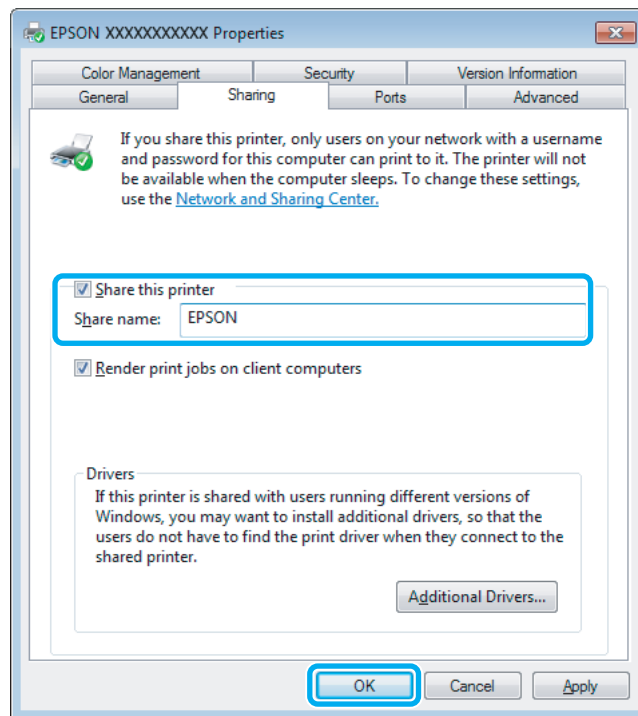 EPSON XXXXXXXXXXX Properties
Color Management Security Version Information
General Sharing Ports Advanced
If you share this printer, only users on your network with a username
and password for this computer can print to it. The printer will not
be available when the computer sleeps. To change these settings,
use the Network and Sharing Center.
Share this printer
Share name: EPSON
Render print jobs on client computers
Drivers
If this printer is shared with users running different versions of
Windows, you may want to install additional drivers, so that the
users do not have to find the print driver when they connect to the
shared printer.
Additional Drivers...
OK Cancel Apply